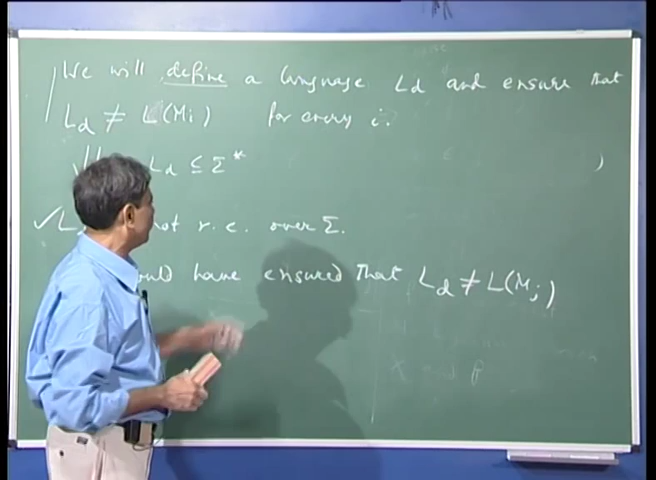 We will define a language Ld and ensure that
Ld ≠ L(Mi) for every i.
Ld ⊆ Σ*
✓ L not r.e. over Σ.
have ensured that Ld ≠ L(Mj)